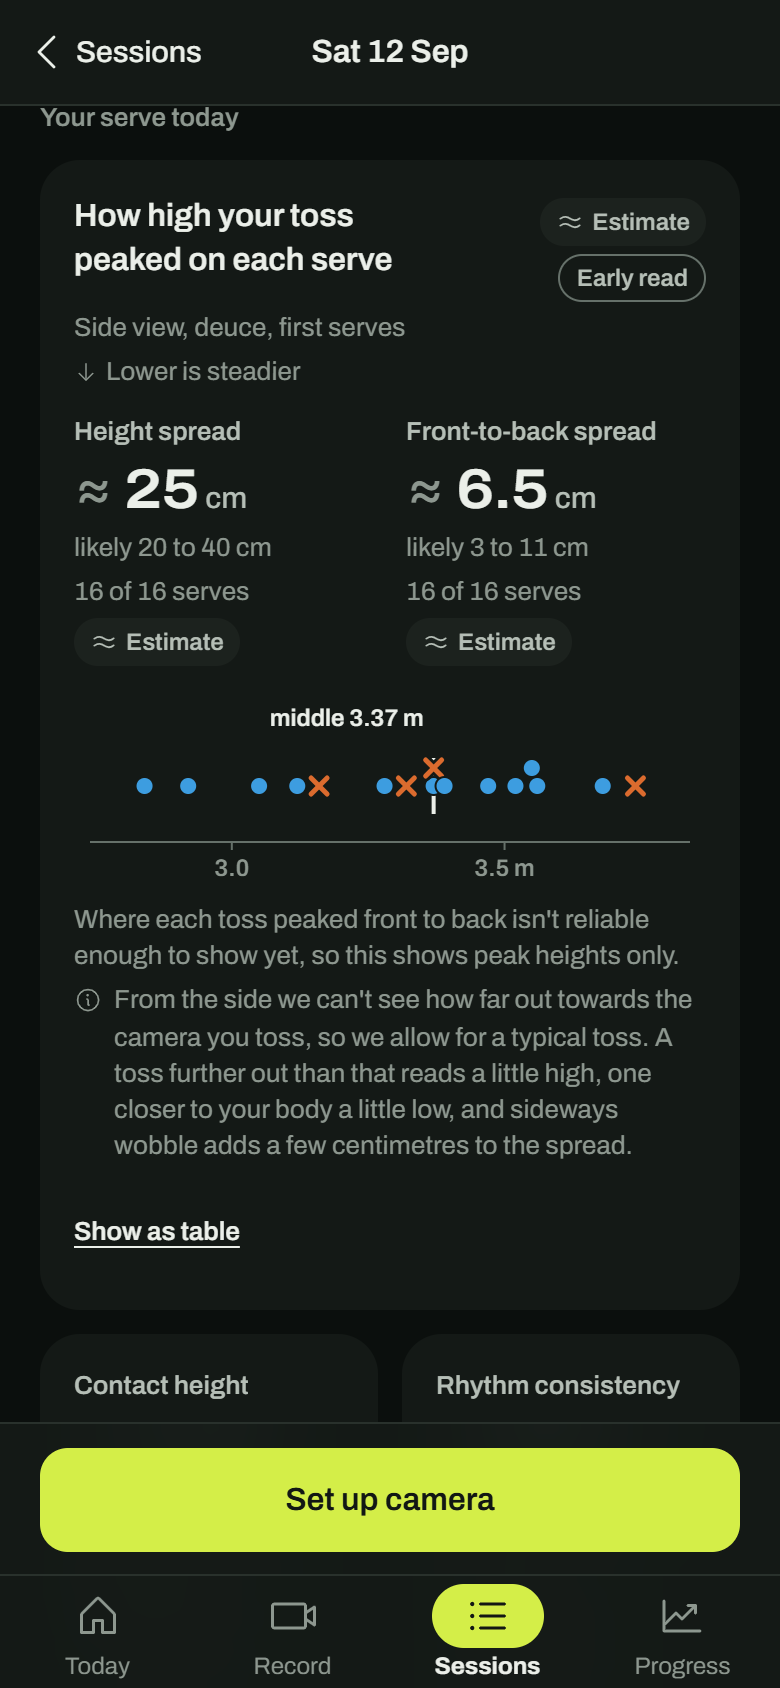 Sessions
Sat 12 Sep
Your serve today
How high your toss
peaked on each serve
≈ Estimate
Early read
Side view, deuce, first serves
↓ Lower is steadier
Height spread
≈ 25 cm
likely 20 to 40 cm
16 of 16 serves
≈ Estimate
Front-to-back spread
≈ 6.5 cm
likely 3 to 11 cm
16 of 16 serves
≈ Estimate
middle 3.37 m
3.0
3.5 m
Where each toss peaked front to back isn't reliable
enough to show yet, so this shows peak heights only.
From the side we can't see how far out towards the
camera you toss, so we allow for a typical toss. A
toss further out than that reads a little high, one
closer to your body a little low, and sideways
wobble adds a few centimetres to the spread.
Show as table
Contact height
Rhythm consistency
Set up camera
Today
Record
Sessions
Progress